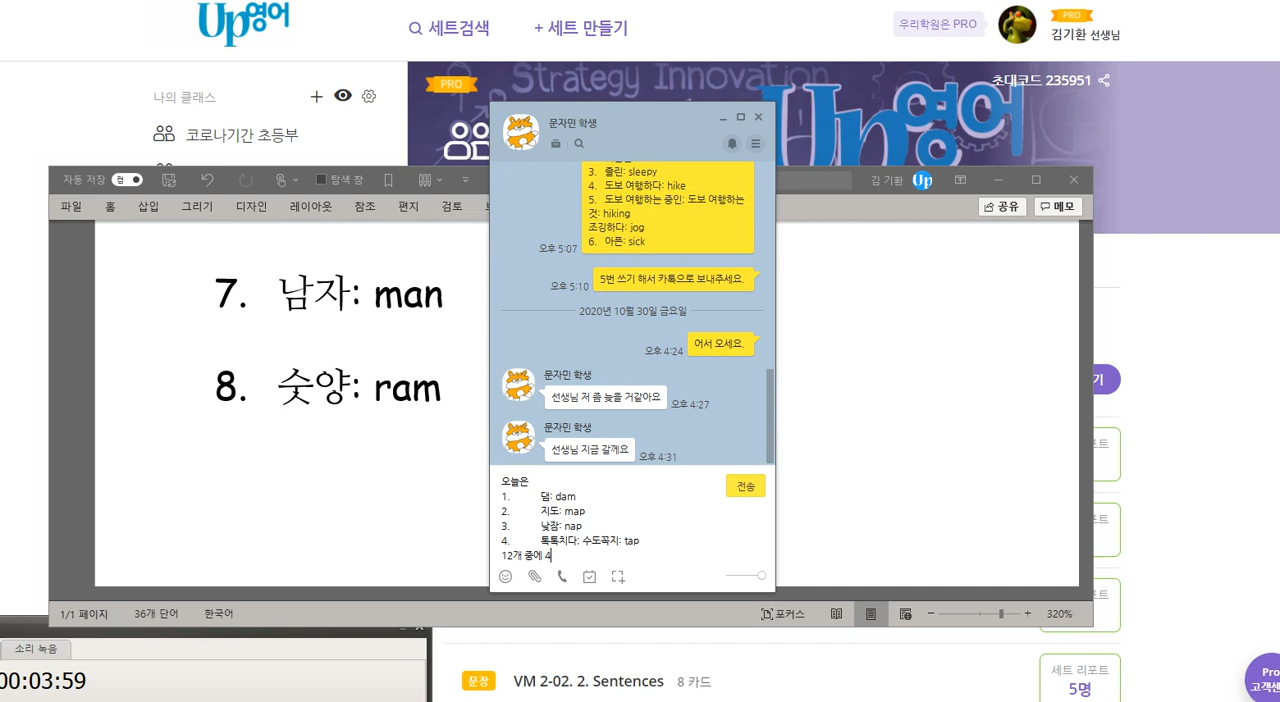 Up영어
세트검색
+ 세트 만들기
우리학원은 PRO
PRO
김기환 선생님
나의 클래스
코로나기간 초등부
PRO
Strategy Innovation
초대코드 235951
Up영어
문자민 학생
자동 저장
탐색 창
김 기환
Up
파일
홈
삽입
그리기
디자인
레이아웃
참조
편지
검토
공유
메모
7. 남자: man
8. 숫양: ram
3. 졸린: sleepy
4. 도보 여행하다: hike
5. 도보 여행하는 중인: 도보 여행하는
것: hiking
조깅하다: jog
6. 아픈: sick
오후 5:07
5번 쓰기 해서 카톡으로 보내주세요.
오후 5:10
2020년 10월 30일 금요일
어서 오세요.
오후 4:24
문자민 학생
선생님 저 좀 늦을 거같아요
오후 4:27
문자민 학생
선생님 지금 갈께요
오후 4:31
오늘은
1. 댐: dam
2. 지도: map
3. 낮잠: nap
4. 톡톡치다; 수도꼭지: tap
12개 중에 4
전송
1/1 페이지
36개 단어
한국어
포커스
320%
소리 녹음
00:03:59
문장
VM 2-02. 2. Sentences
8 카드
세트 리포트
5명
Pro
고객센